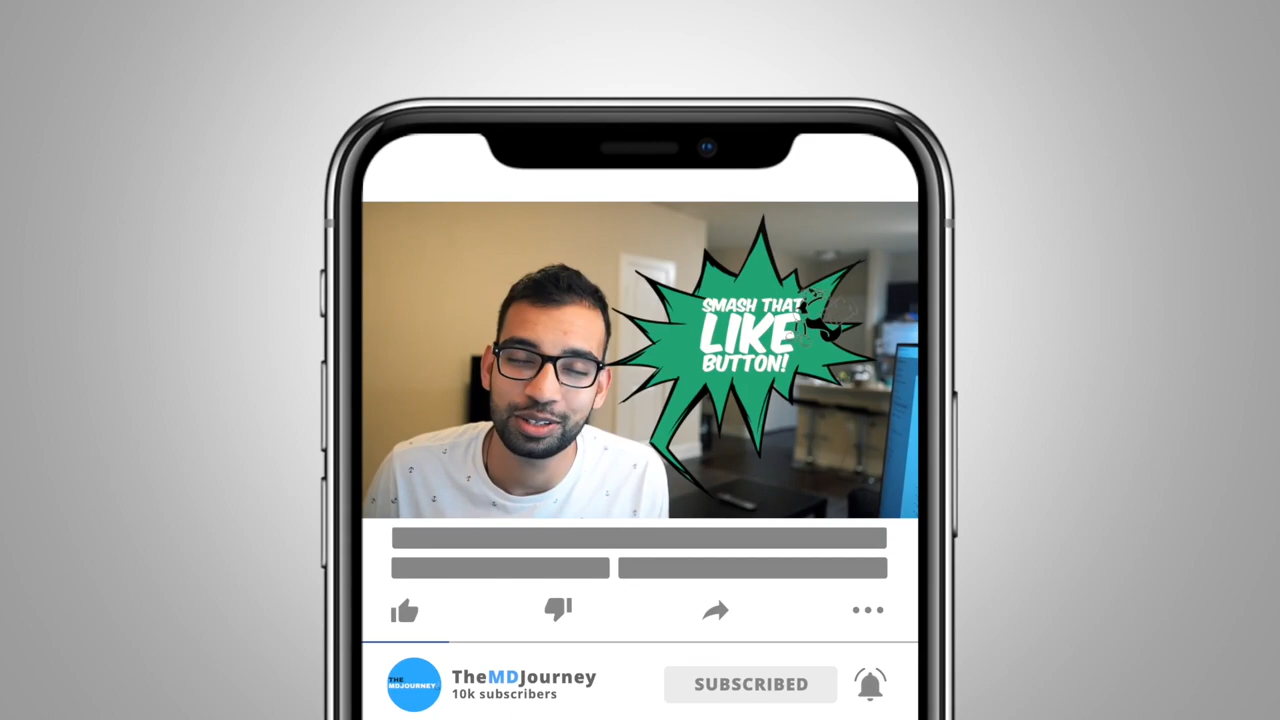 SMASH THAT
LIKE
BUTTON!
THE
MDJOURNEY
TheMDJourney
10k subscribers
SUBSCRIBED